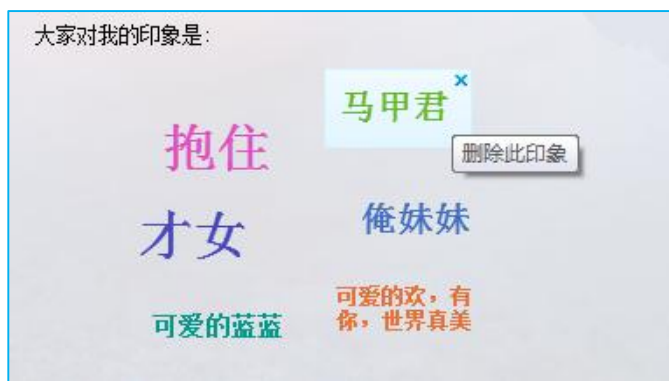 大家对我的印象是:
马甲君
×
抱住
删除此印象
才女
俺妹妹
可爱的蓝蓝
可爱的欢,有
你,世界真美